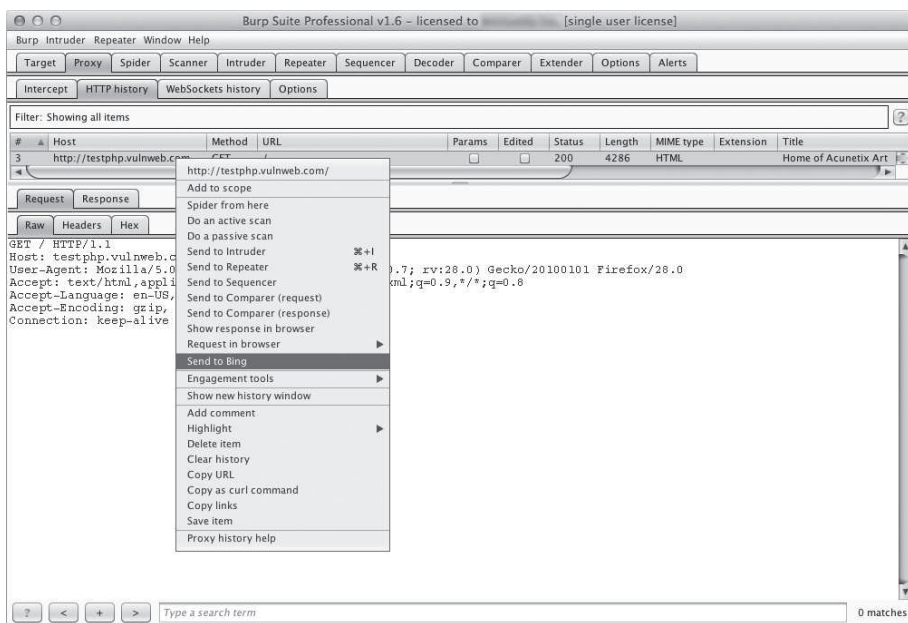 Burp Suite Professional v1.6 – licensed to [single user license]
Burp Intruder Repeater Window Help
Target Proxy Spider Scanner Intruder Repeater Sequencer Decoder Comparer Extender Options Alerts
Intercept HTTP history WebSockets history Options
Filter: Showing all items
?
# Host Method URL Params Edited Status Length MIME type Extension Title
3 http://testphp.vulnweb.com GET / 200 4286 HTML Home of Acunetix Art
http://testphp.vulnweb.com/
Add to scope
Spider from here
Do an active scan
Do a passive scan
Send to Intruder ⌘+I
Send to Repeater ⌘+R
Send to Sequencer
Send to Comparer (request)
Send to Comparer (response)
Show response in browser
Request in browser
Send to Bing
Engagement tools
Show new history window
Add comment
Highlight
Delete item
Clear history
Copy URL
Copy as curl command
Copy links
Save item
Proxy history help
Request Response
Raw Headers Hex
GET / HTTP/1.1
Host: testphp.vulnweb.c
User-Agent: Mozilla/5.0 .7; rv:28.0) Gecko/20100101 Firefox/28.0
Accept: text/html,appli ml;q=0.9,*/*;q=0.8
Accept-Language: en-US,
Accept-Encoding: gzip,
Connection: keep-alive
? < + > Type a search term 0 matches